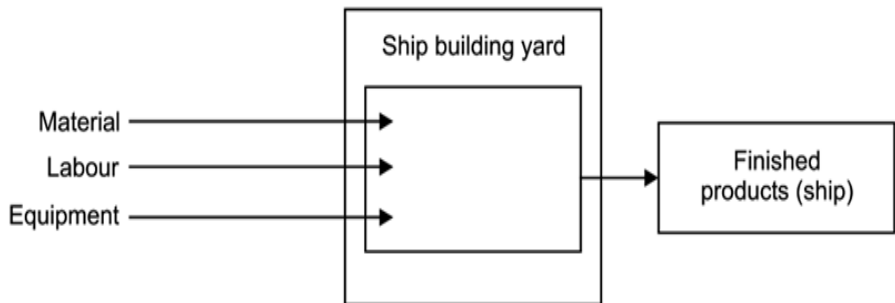 Ship building yard
Material
Labour
Equipment
Finished
products (ship)